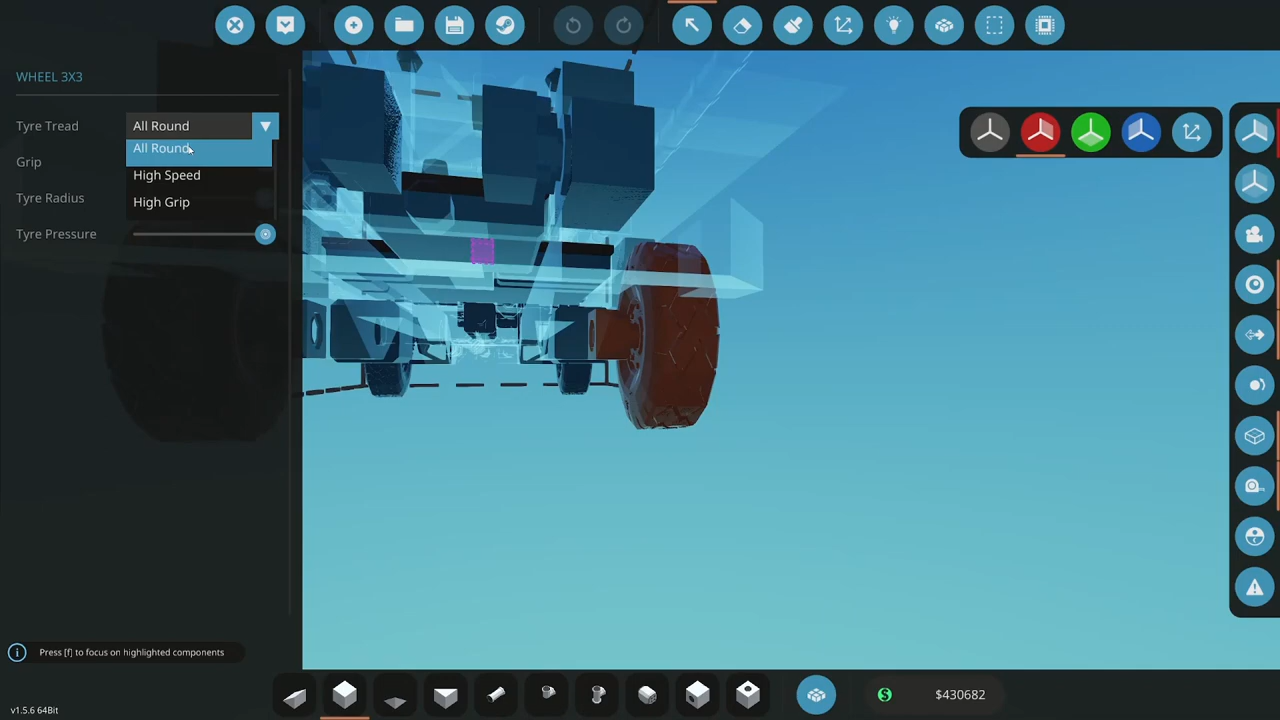 WHEEL 3X3
Tyre Tread
All Round
All Round
Grip
High Speed
Tyre Radius
High Grip
Tyre Pressure
Press [f] to focus on highlighted components
$
$430682
v1.5.6 64Bit